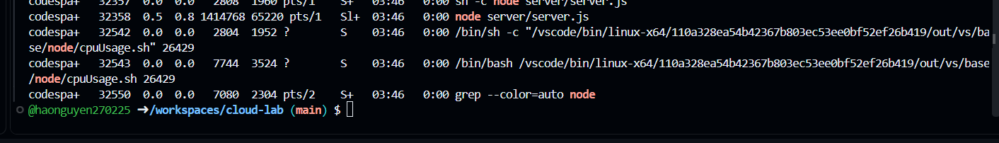 codespa+   32357  0.0  0.0   2808  1960 pts/1    S+   03:46   0:00 sh -c node server/server.js
codespa+   32358  0.5  0.8 1414768 65220 pts/1   Sl+  03:46   0:00 node server/server.js
codespa+   32542  0.0  0.0   2804  1952 ?        S    03:46   0:00 /bin/sh -c "/vscode/bin/linux-x64/110a328ea54b42367b803ec53ee0bf52ef26b419/out/vs/ba
se/node/cpuUsage.sh" 26429
codespa+   32543  0.0  0.0   7744  3524 ?        S    03:46   0:00 /bin/bash /vscode/bin/linux-x64/110a328ea54b42367b803ec53ee0bf52ef26b419/out/vs/base
/node/cpuUsage.sh 26429
codespa+   32550  0.0  0.0   7080  2304 pts/2    S+   03:46   0:00 grep --color=auto node
@haonguyen270225 ➜/workspaces/cloud-lab (main) $